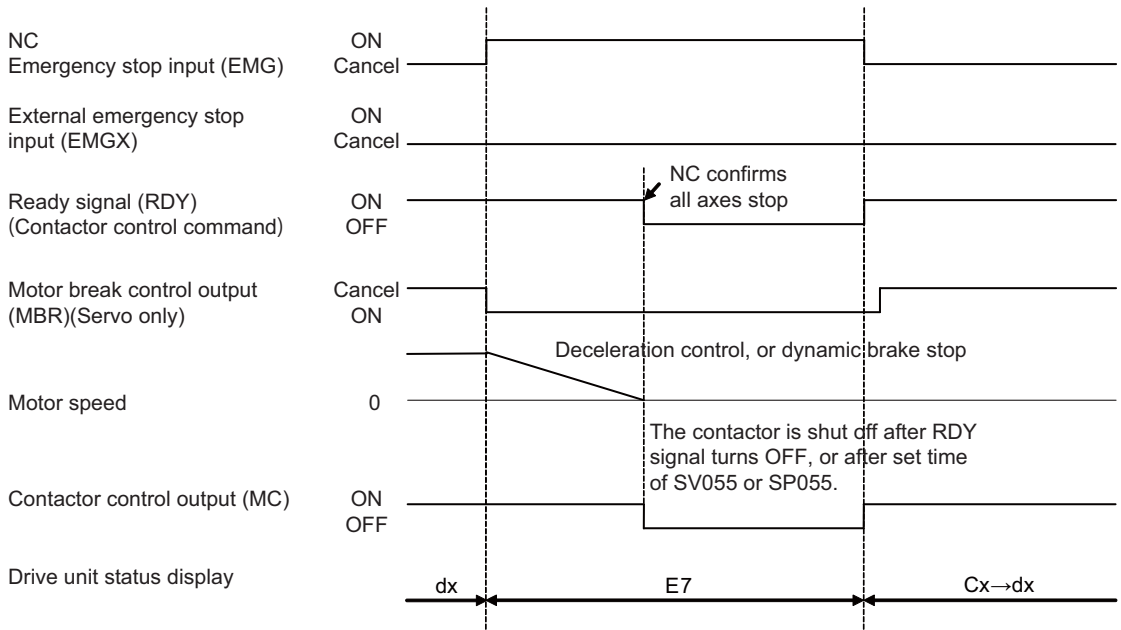 NC ON
Emergency stop input (EMG) Cancel
External emergency stop ON
input (EMGX) Cancel
NC confirms
all axes stop
Ready signal (RDY) ON
(Contactor control command) OFF
Motor break control output Cancel
(MBR)(Servo only) ON
Deceleration control, or dynamic brake stop
Motor speed 0
The contactor is shut off after RDY
signal turns OFF, or after set time
of SV055 or SP055.
Contactor control output (MC) ON
OFF
Drive unit status display
dx E7 Cx→dx